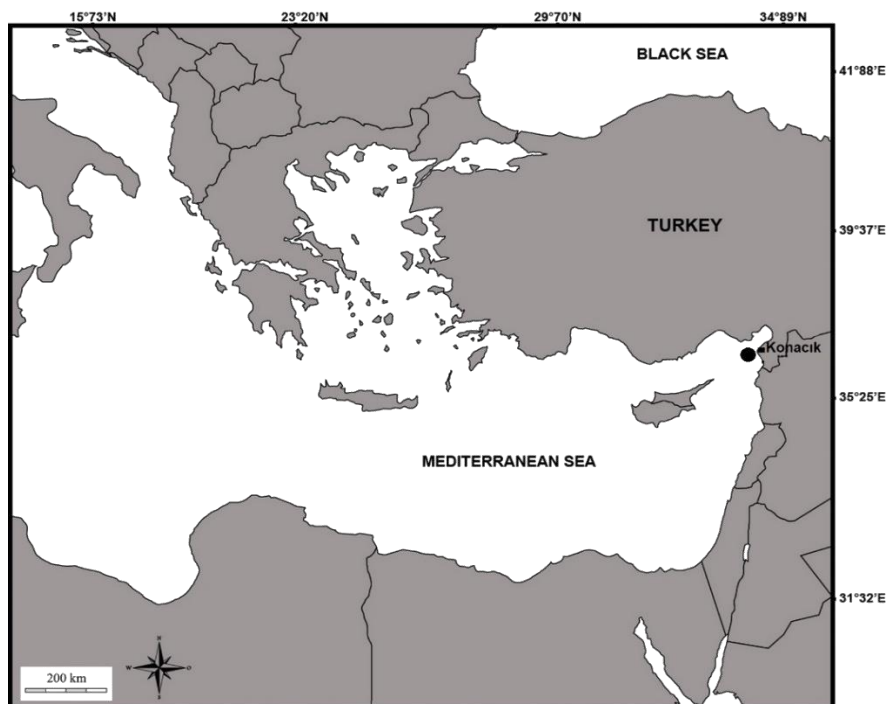 15°73'N 23°20'N 29°70'N 34°89'N
BLACK SEA
41°88'E
TURKEY
39°37'E
Konacık
35°25'E
MEDITERRANEAN SEA
31°32'E
N
W O
S
200 km